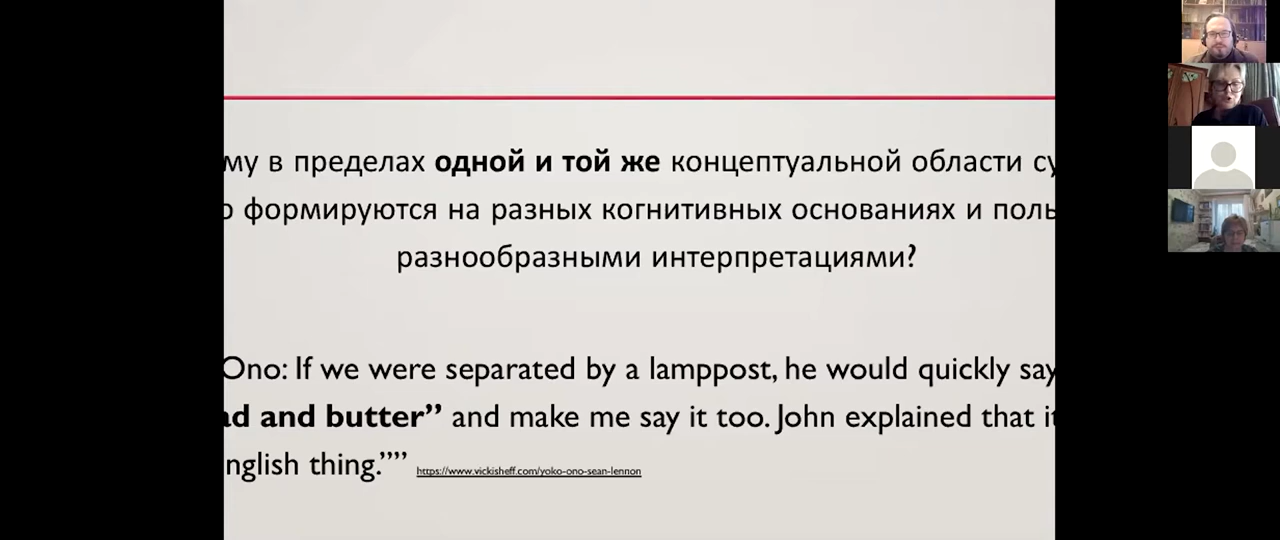 му в пределах одной и той же концептуальной области су
о формируются на разных когнитивных основаниях и поль
разнообразными интерпретациями?
Ono: If we were separated by a lamppost, he would quickly say
ad and butter” and make me say it too. John explained that it
nglish thing.”” https://www.vickisheff.com/yoko-ono-sean-lennon